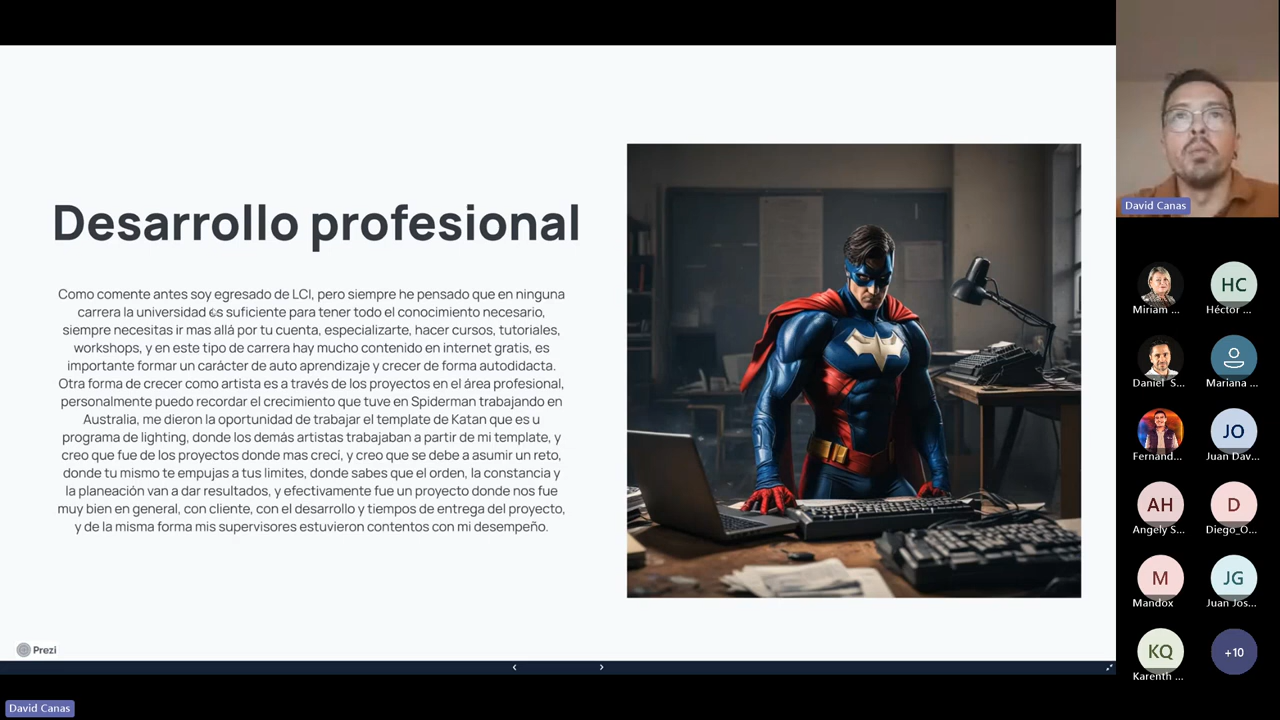 Desarrollo profesional
Como comente antes soy egresado de LCI, pero siempre he pensado que en ninguna
carrera la universidad es suficiente para tener todo el conocimiento necesario,
siempre necesitas ir mas allá por tu cuenta, especializarte, hacer cursos, tutoriales,
workshops, y en este tipo de carrera hay mucho contenido en internet gratis, es
importante formar un carácter de auto aprendizaje y crecer de forma autodidacta.
Otra forma de crecer como artista es a través de los proyectos en el área profesional,
personalmente puedo recordar el crecimiento que tuve en Spiderman trabajando en
Australia, me dieron la oportunidad de trabajar el template de Katan que es u
programa de lighting, donde los demás artistas trabajaban a partir de mi template, y
creo que fue de los proyectos donde mas crecí, y creo que se debe a asumir un reto,
donde tu mismo te empujas a tus limites, donde sabes que el orden, la constancia y
la planeación van a dar resultados, y efectivamente fue un proyecto donde nos fue
muy bien en general, con cliente, con el desarrollo y tiempos de entrega del proyecto,
y de la misma forma mis supervisores estuvieron contentos con mi desempeño.
Prezi
David Canas
David Canas
Miriam ...
HC
Héctor ...
Daniel S...
Mariana ...
Fernand...
JO
Juan Dav...
AH
Angely S...
D
Diego_O...
M
Mandox
JG
Juan Jos...
KQ
Karenth ...
+10